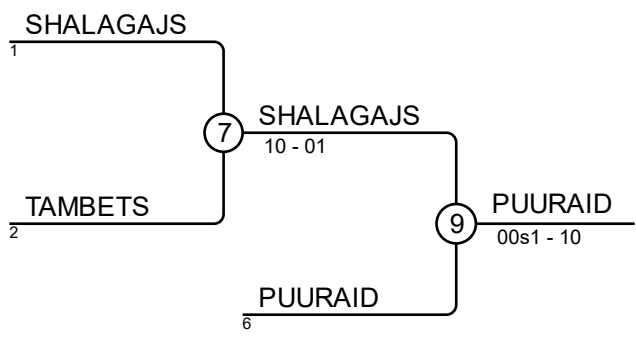 SHALAGAJS
1
7
SHALAGAJS
10 - 01
TAMBETS
2
9
PUURAID
00s1 - 10
PUURAID
6